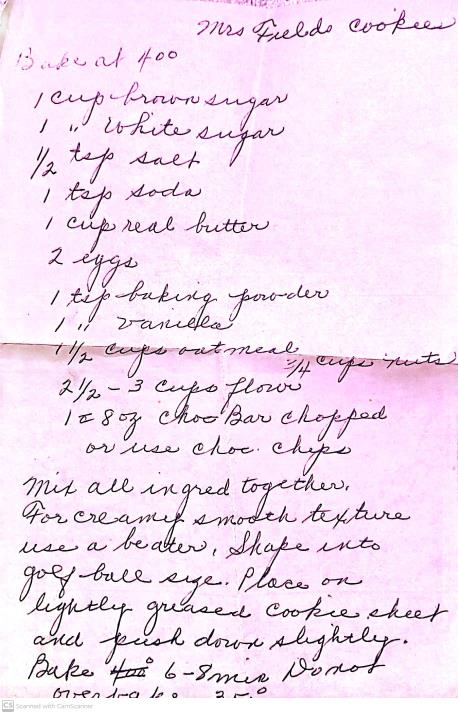 Mrs Fields cookies
Bake at 400
1 cup brown sugar
1 " White sugar
1/2 tsp salt
1 tsp soda
1 cup real butter
2 eggs
1 tsp baking powder
1 " vanilla
1 1/2 cups oatmeal
3/4 cups nuts
2 1/2 - 3 cups flour
1 = 8 oz choc Bar chopped
or use choc. chips
Mix all ingred together.
For creamy smooth texture
use a beater. Shape into
golf ball size. Place on
lightly greased cookie sheet
and push down slightly.
Bake 400° 6-8 min Do not
overbake
CS Scanned with CamScanner